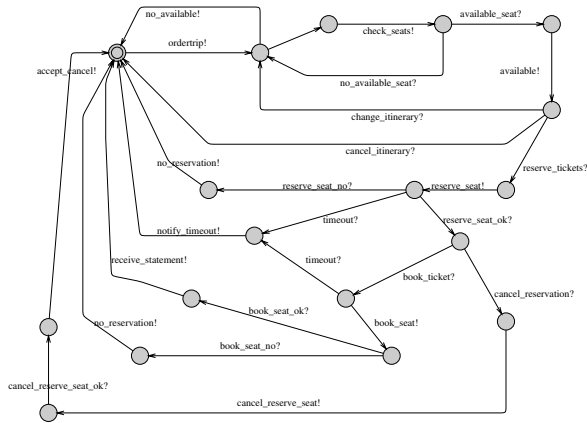 no_available!
available_seat?
ordertrip!
check_seats!
accept_cancel!
available!
no_available_seat?
change_itinerary?
cancel_itinerary?
no_reservation!
reserve_tickets?
reserve_seat_no?
reserve_seat!
timeout?
reserve_seat_ok?
notify_timeout!
receive_statement!
timeout?
book_ticket?
cancel_reservation?
book_seat_ok?
no_reservation!
book_seat!
book_seat_no?
cancel_reserve_seat_ok?
cancel_reserve_seat!